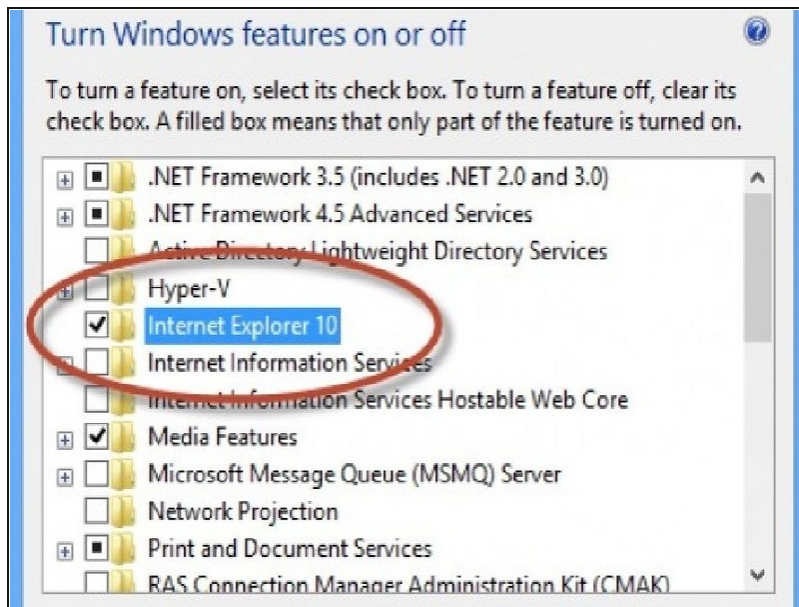 Turn Windows features on or off
To turn a feature on, select its check box. To turn a feature off, clear its
check box. A filled box means that only part of the feature is turned on.
.NET Framework 3.5 (includes .NET 2.0 and 3.0)
.NET Framework 4.5 Advanced Services
Active Directory Lightweight Directory Services
Hyper-V
Internet Explorer 10
Internet Information Services
Internet Information Services Hostable Web Core
Media Features
Microsoft Message Queue (MSMQ) Server
Network Projection
Print and Document Services
RAS Connection Manager Administration Kit (CMAK)